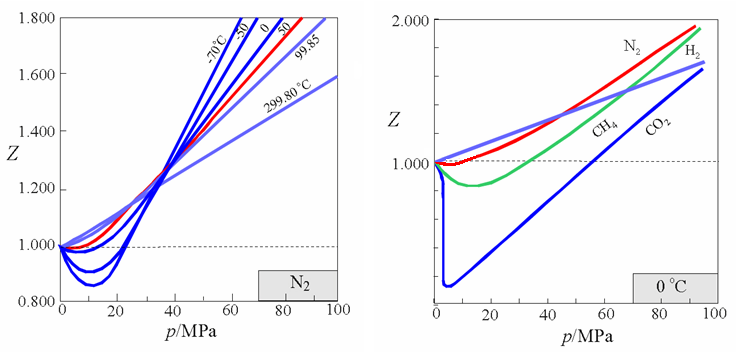 1.800
1.600
1.400
1.200
1.000
0.800
Z
-70℃
-50
0
50
99.85
299.80℃
N₂
0 20 40 60 80 100
p/MPa
2.000
1.000
0
Z
N₂
H₂
CH₄
CO₂
0 ℃
0 20 40 60 80 100
p/MPa